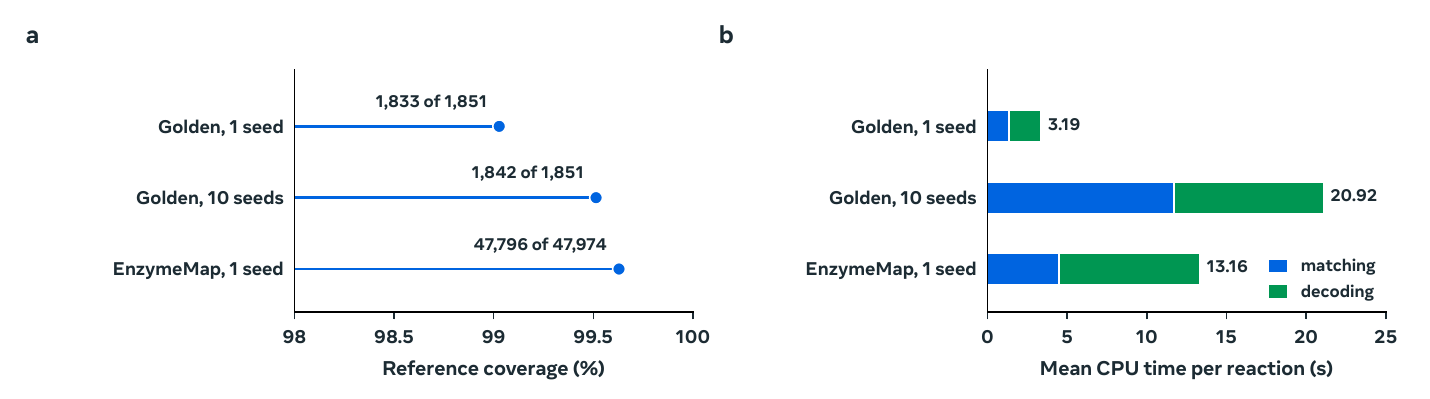 a
1,833 of 1,851
Golden, 1 seed
1,842 of 1,851
Golden, 10 seeds
47,796 of 47,974
EnzymeMap, 1 seed
98 98.5 99 99.5 100
Reference coverage (%)
b
Golden, 1 seed 3.19
Golden, 10 seeds 20.92
EnzymeMap, 1 seed 13.16
matching
decoding
0 5 10 15 20 25
Mean CPU time per reaction (s)